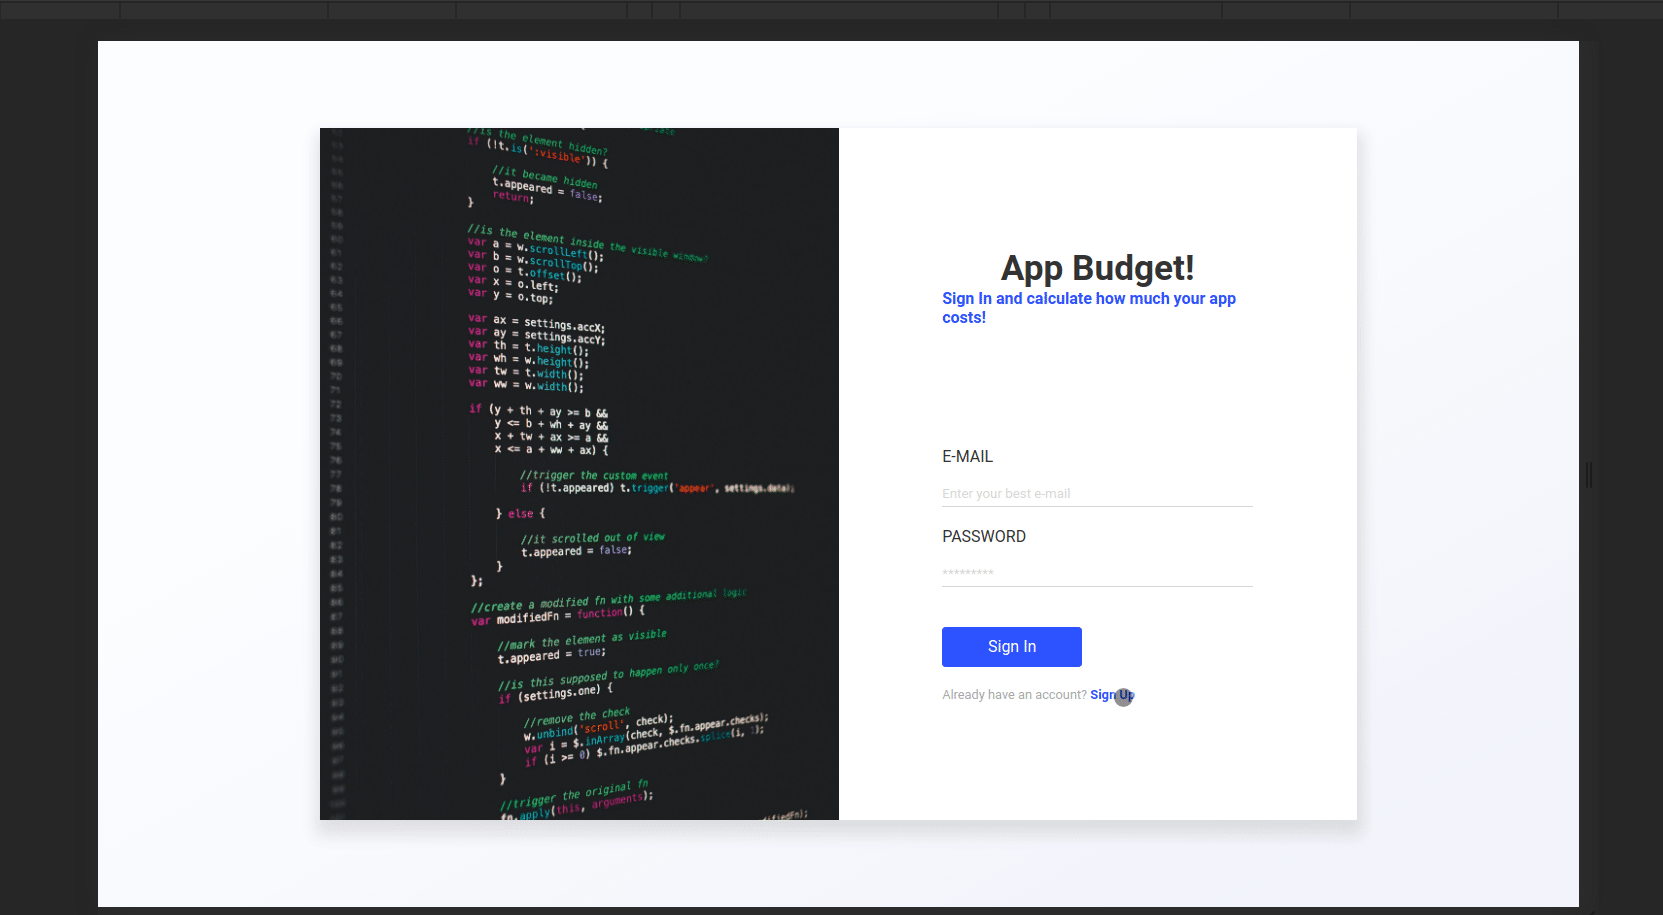 //is the element hidden?
if (!t.is(':visible')) {
//it became hidden
t.appeared = false;
return;
}
//is the element inside the visible window?
var a = w.scrollLeft();
var b = w.scrollTop();
var o = t.offset();
var x = o.left;
var y = o.top;
var ax = settings.accX;
var ay = settings.accY;
var th = t.height();
var wh = w.height();
var tw = t.width();
var ww = w.width();
if (y + th + ay >= b &&
y <= b + wh + ay &&
x + tw + ax >= a &&
x <= a + ww + ax) {
//trigger the custom event
if (!t.appeared) t.trigger('appear', settings.data);
} else {
//it scrolled out of view
t.appeared = false;
}
};
//create a modified fn with some additional logic
var modifiedFn = function() {
//mark the element as visible
t.appeared = true;
//is this supposed to happen only once?
if (settings.one) {
//remove the check
w.unbind('scroll', check);
var i = $.inArray(check, $.fn.appear.checks);
if (i >= 0) $.fn.appear.checks.splice(i, 1);
}
//trigger the original fn
fn.apply(this, arguments);
App Budget!
Sign In and calculate how much your app
costs!
E-MAIL
Enter your best e-mail
PASSWORD
*********
Sign In
Already have an account? Sign Up